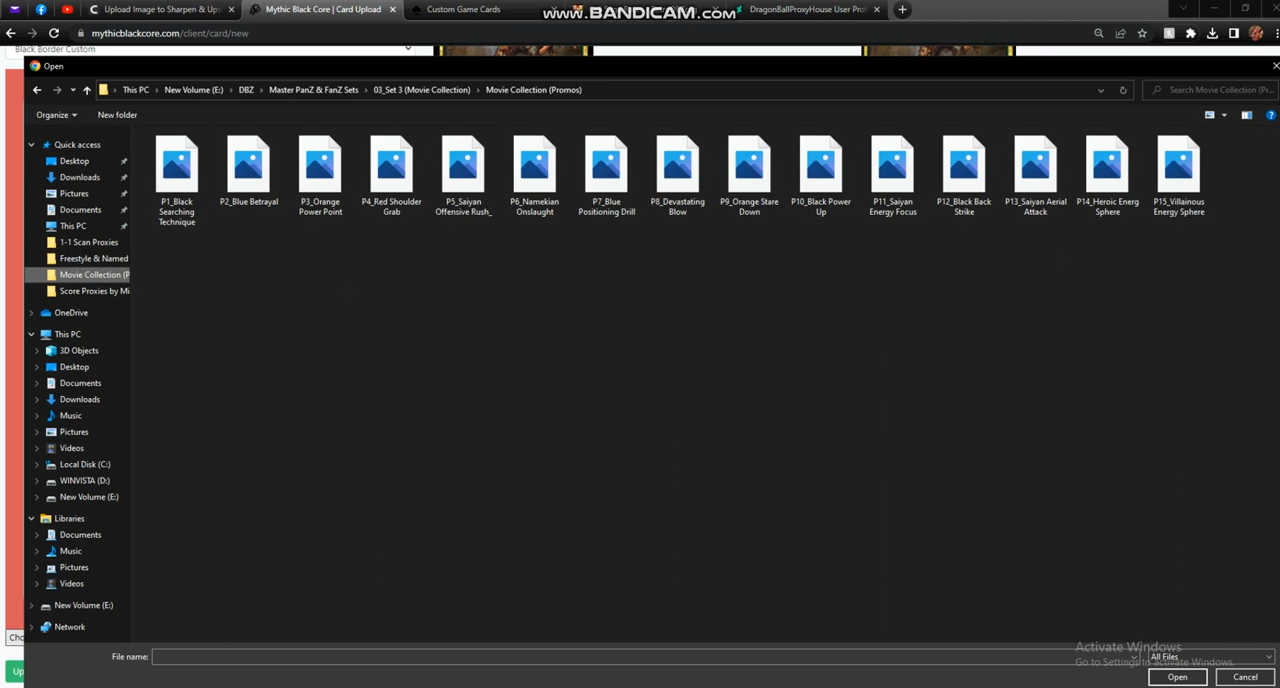 Upload Image to Sharpen & Up
Mythic Black Core | Card Upload
Custom Game Cards
DragonBallProxyHouse User Prof
www.BANDICAM.com
mythicblackcore.com/client/card/new
Black Border Custom
Open
This PC > New Volume (E:) > DBZ > Master PanZ & FanZ Sets > 03_Set 3 (Movie Collection) > Movie Collection (Promos)
Search Movie Collection (Pr...
Organize
New folder
Quick access
Desktop
Downloads
Pictures
Documents
This PC
1-1 Scan Proxies
Freestyle & Named
Movie Collection (P
Score Proxies by Mi
OneDrive
This PC
3D Objects
Desktop
Documents
Downloads
Music
Pictures
Videos
Local Disk (C:)
WINVISTA (D:)
New Volume (E:)
Libraries
Documents
Music
Pictures
Videos
New Volume (E:)
Network
P1_Black
Searching
Technique
P2_Blue Betrayal
P3_Orange
Power Point
P4_Red Shoulder
Grab
P5_Saiyan
Offensive Rush_
P6_Namekian
Onslaught
P7_Blue
Positioning Drill
P8_Devastating
Blow
P9_Orange Stare
Down
P10_Black Power
Up
P11_Saiyan
Energy Focus
P12_Black Back
Strike
P13_Saiyan Aerial
Attack
P14_Heroic Energ
Sphere
P15_Villainous
Energy Sphere
Cho
Up
File name:
All Files
Activate Windows
Go to Settings to activate Windows.
Open
Cancel